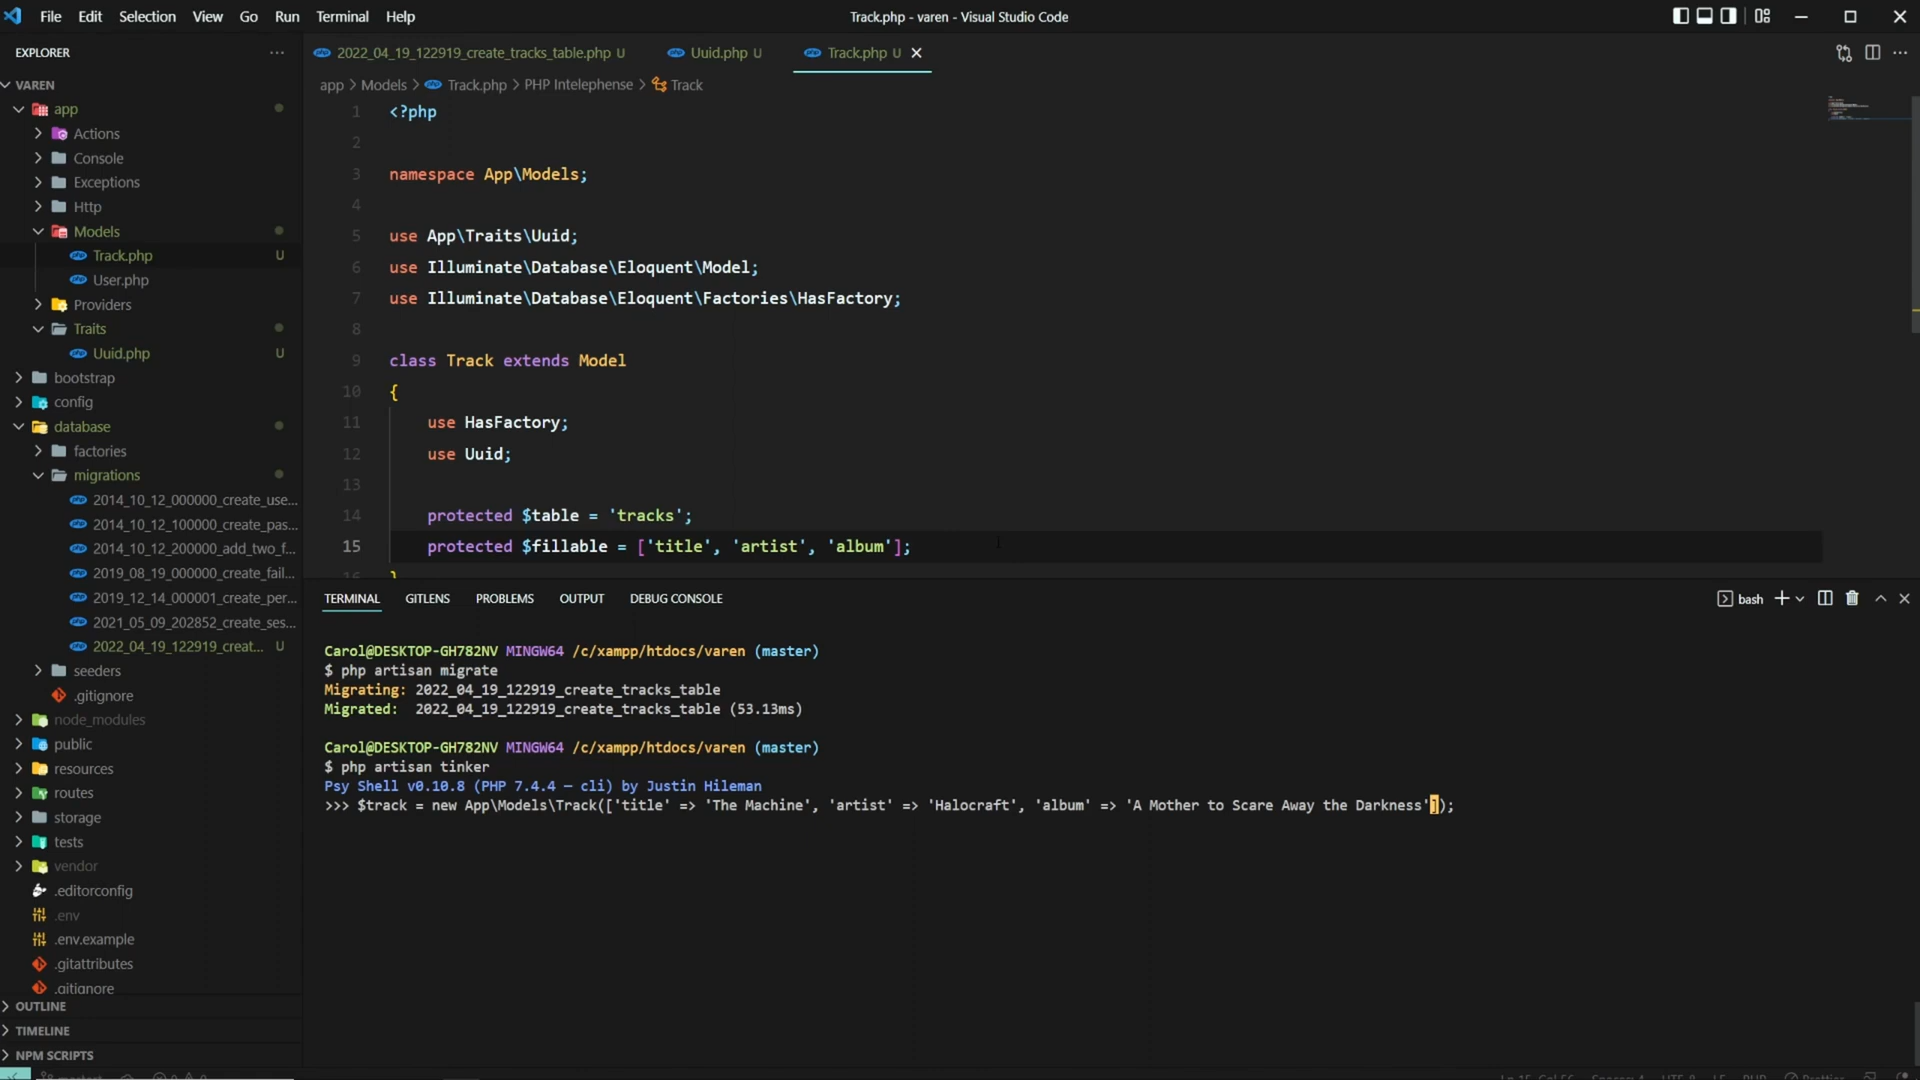 File Edit Selection View Go Run Terminal Help
Track.php - varen - Visual Studio Code
EXPLORER
VAREN
app
Actions
Console
Exceptions
Http
Models
Track.php U
User.php
Providers
Traits
Uuid.php U
bootstrap
config
database
factories
migrations
2014_10_12_000000_create_use...
2014_10_12_100000_create_pas...
2014_10_12_200000_add_two_f...
2019_08_19_000000_create_fail...
2019_12_14_000001_create_per...
2021_05_09_202852_create_ses...
2022_04_19_122919_creat... U
seeders
.gitignore
node_modules
public
resources
routes
storage
tests
vendor
.editorconfig
.env
.env.example
.gitattributes
.gitignore
OUTLINE
TIMELINE
NPM SCRIPTS
2022_04_19_122919_create_tracks_table.php U
Uuid.php U
Track.php U
app > Models > Track.php > PHP Intelephense > Track
1 <?php
2
3 namespace App\Models;
4
5 use App\Traits\Uuid;
6 use Illuminate\Database\Eloquent\Model;
7 use Illuminate\Database\Eloquent\Factories\HasFactory;
8
9 class Track extends Model
10 {
11 use HasFactory;
12 use Uuid;
13
14 protected $table = 'tracks';
15 protected $fillable = ['title', 'artist', 'album'];
16 }
TERMINAL GITLENS PROBLEMS OUTPUT DEBUG CONSOLE
bash
Carol@DESKTOP-GH782NV MINGW64 /c/xampp/htdocs/varen (master)
$ php artisan migrate
Migrating: 2022_04_19_122919_create_tracks_table
Migrated: 2022_04_19_122919_create_tracks_table (53.13ms)
Carol@DESKTOP-GH782NV MINGW64 /c/xampp/htdocs/varen (master)
$ php artisan tinker
Psy Shell v0.10.8 (PHP 7.4.4 — cli) by Justin Hileman
>>> $track = new App\Models\Track(['title' => 'The Machine', 'artist' => 'Halocraft', 'album' => 'A Mother to Scare Away the Darkness']);